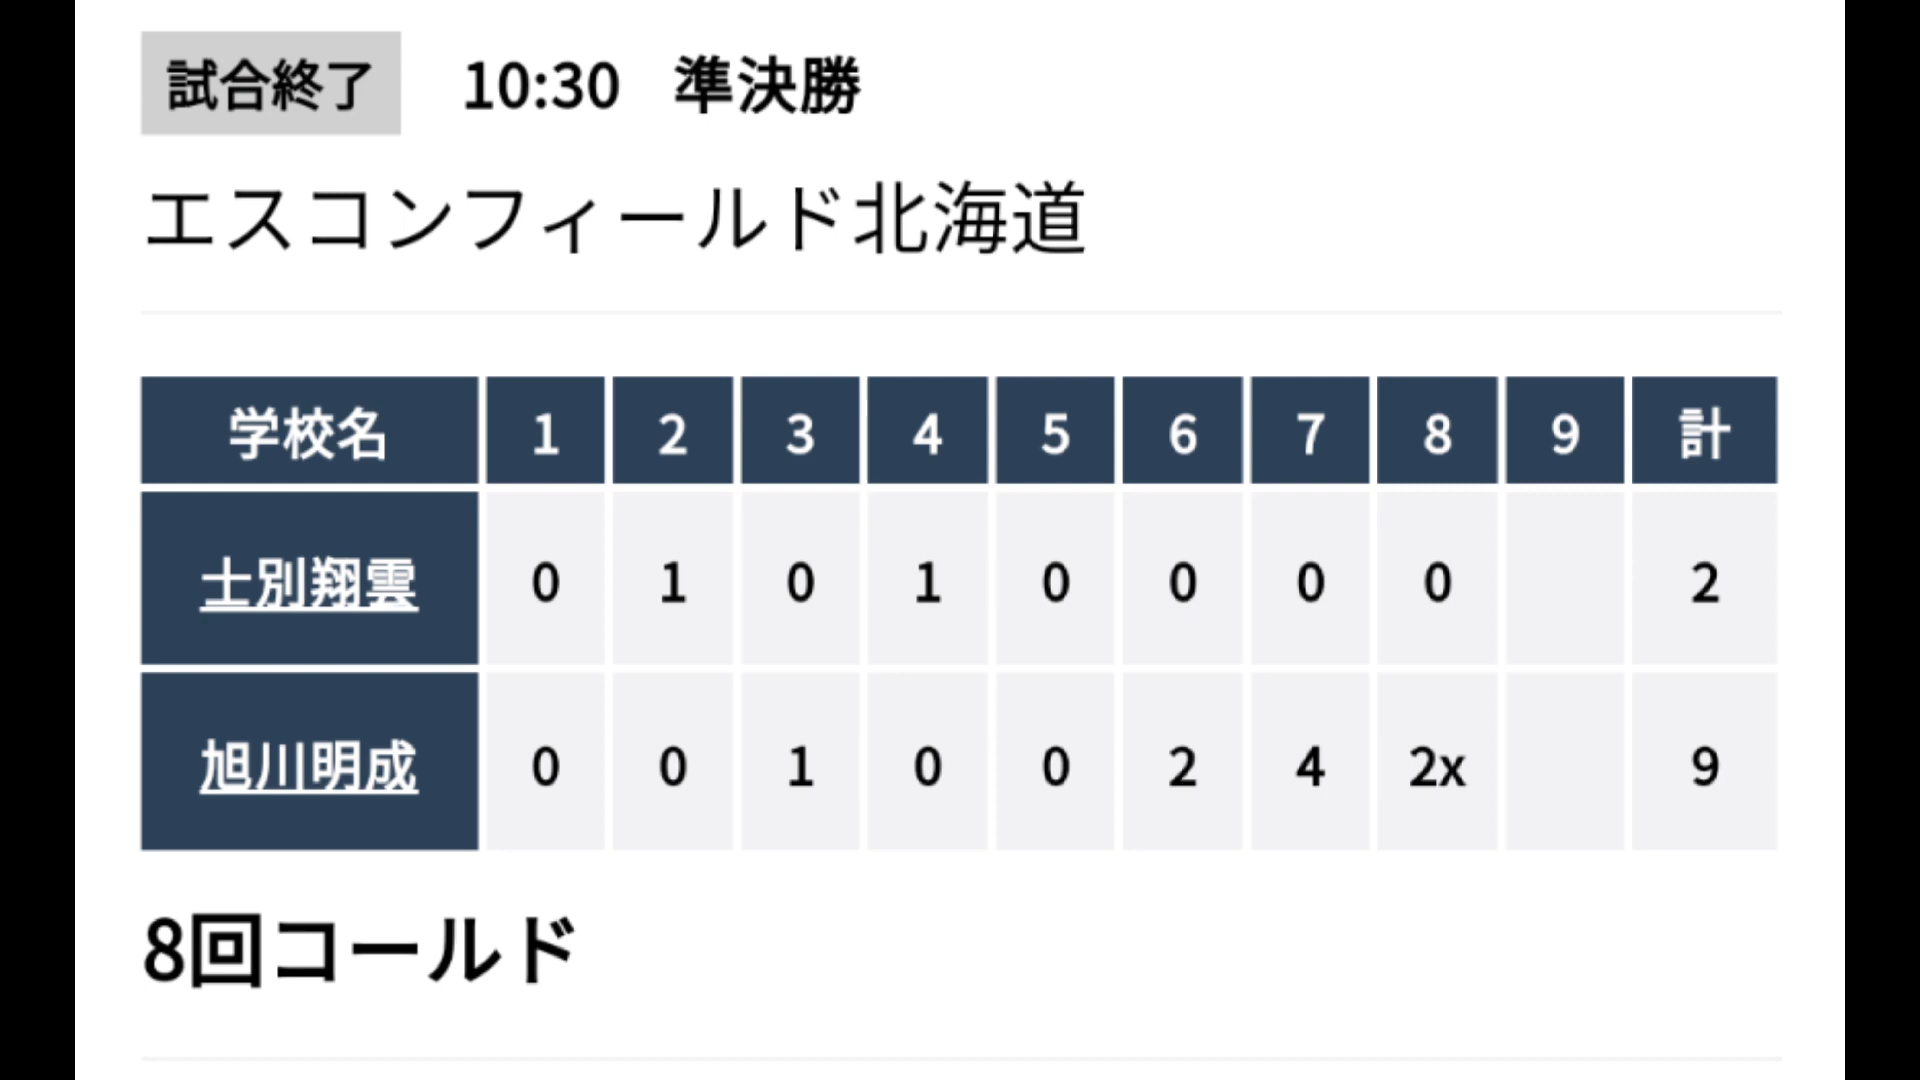 試合終了 10:30 準決勝
エスコンフィールド北海道
学校名 1 2 3 4 5 6 7 8 9 計
士別翔雲 0 1 0 1 0 0 0 0 2
旭川明成 0 0 1 0 0 2 4 2x 9
8回コールド